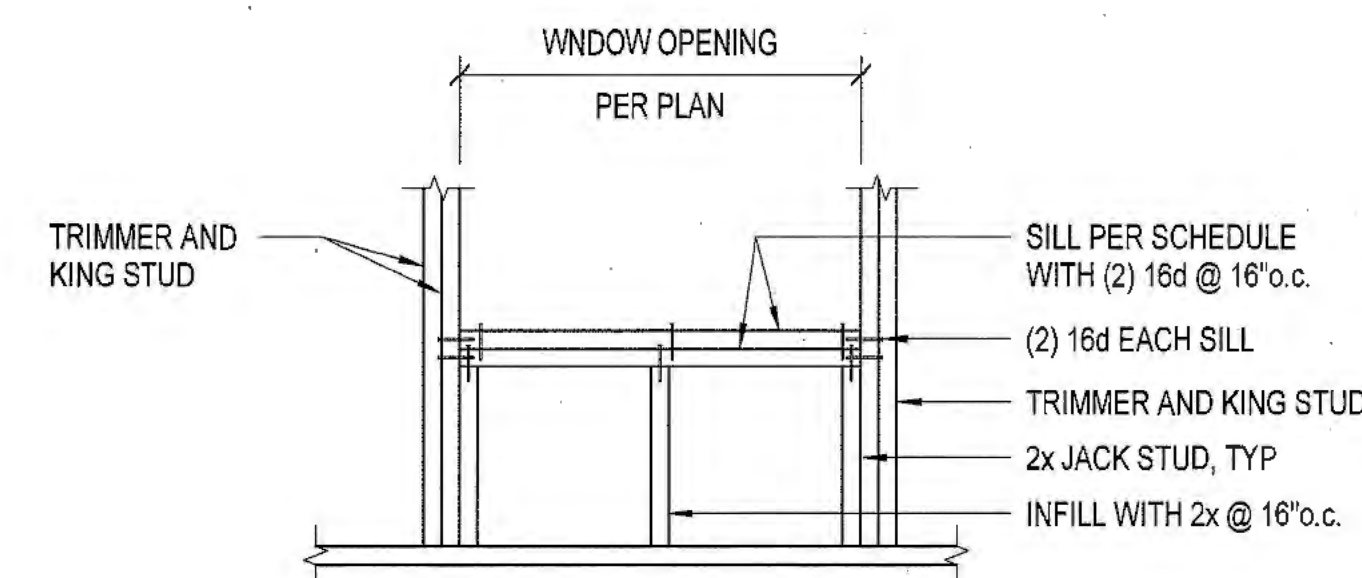 WNDOW OPENING
PER PLAN
TRIMMER AND
KING STUD
SILL PER SCHEDULE
WITH (2) 16d @ 16"o.c.
(2) 16d EACH SILL
TRIMMER AND KING STUD
2x JACK STUD, TYP
INFILL WITH 2x @ 16"o.c.